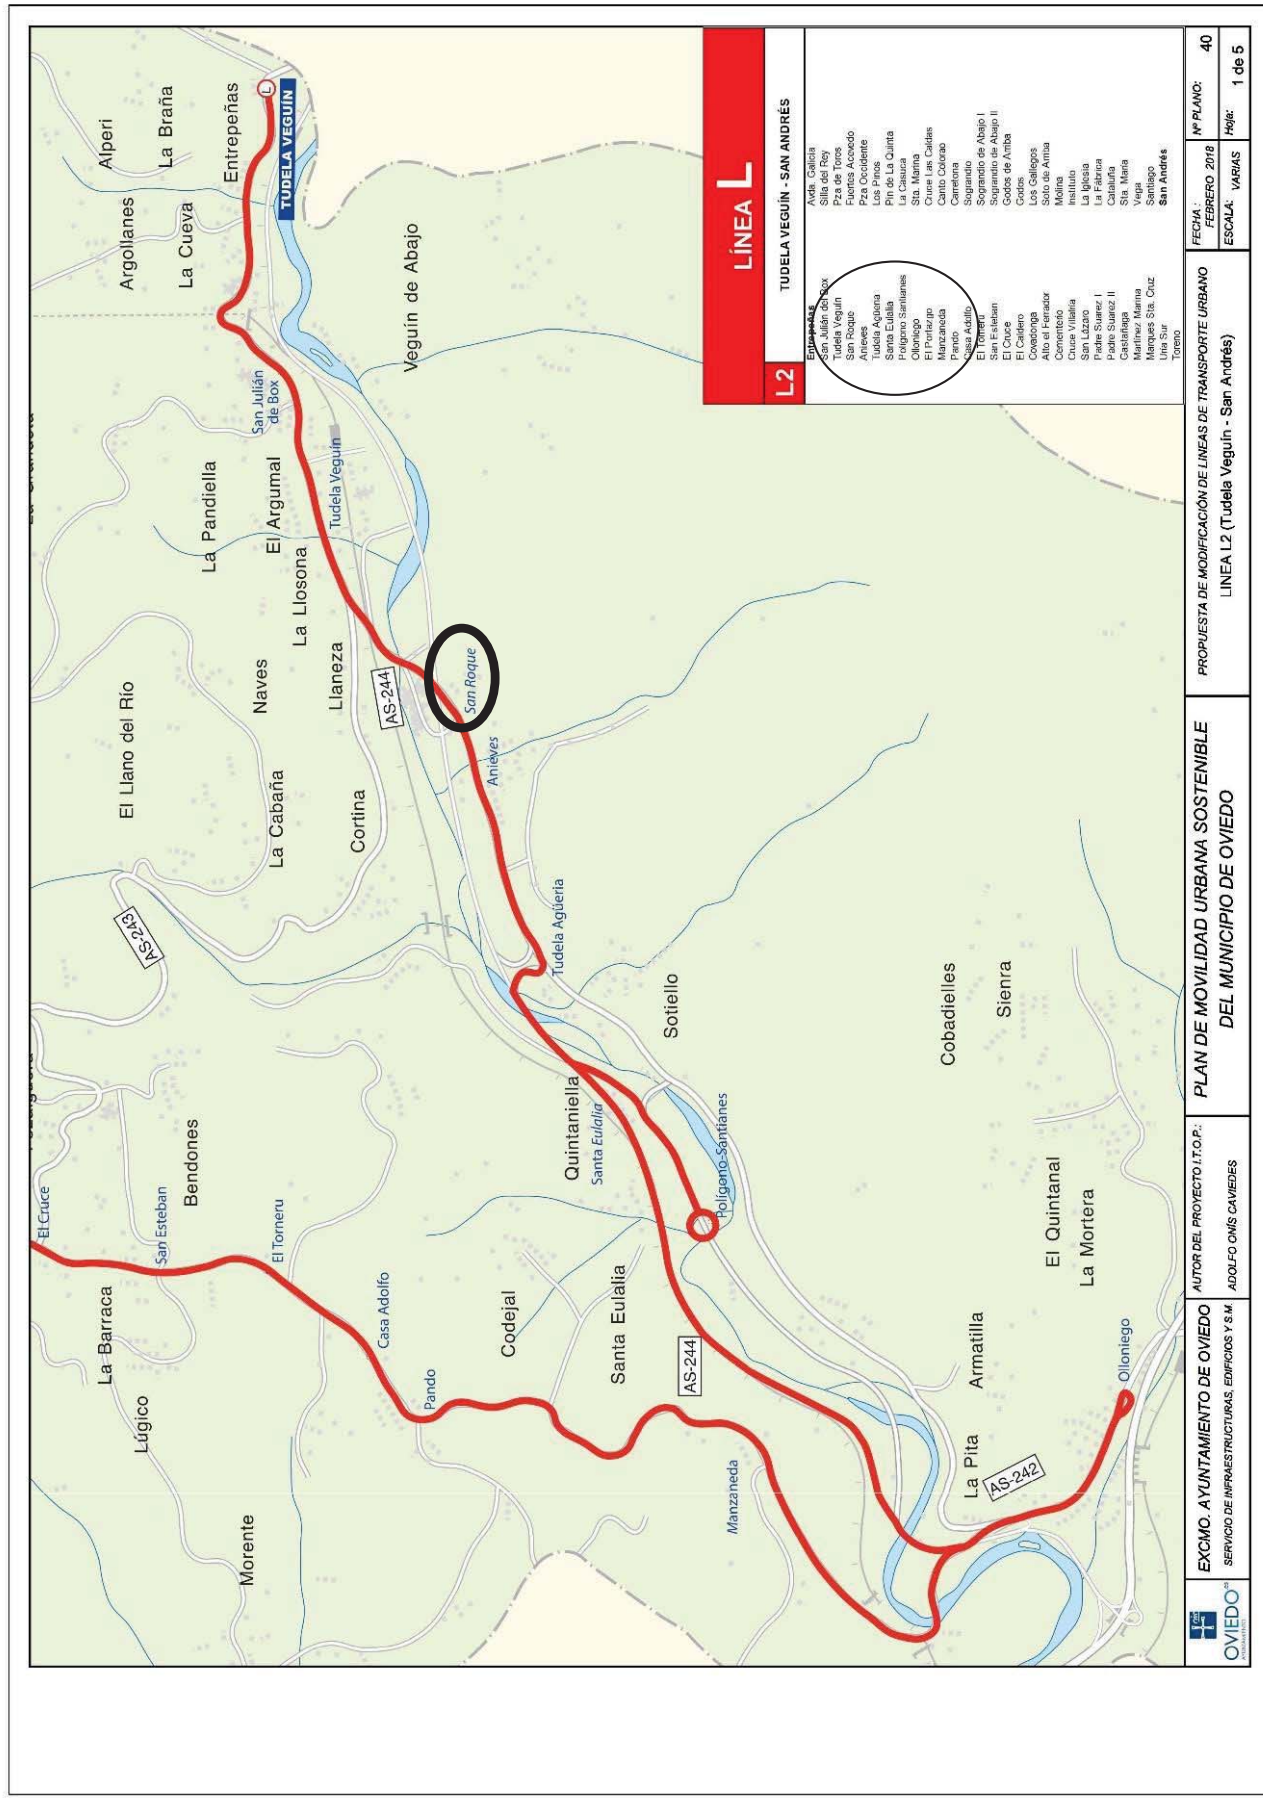 Alperi
La Braña
Argollanes
La Cueva
Entrepeñas
L
TUDELA VEGUÍN
Veguín de Abajo
San Julián
de Box
La Pandiella
El Argumal
Tudela Veguín
La Llosona
El Llano del Río
Naves
Llaneza
AS-244
San Roque
La Cabaña
Cortina
Anieves
AS-243
Tudela Agüeria
Sotiello
Cobadielles
Sienra
Quintaniella
Santa Eulalia
Polígono-Santianes
El Cruce
San Esteban
Bendones
El Torneru
La Barraca
Lúgico
Casa Adolfo
Pando
Codejal
Santa Eulalia
AS-244
El Quintanal
La Mortera
Armatilla
Olloniego
La Pita
AS-242
Manzaneda
Morente
LÍNEA L
L2
TUDELA VEGUÍN - SAN ANDRÉS
Entrepeñas
San Julián del Box
Tudela Veguín
San Roque
Anieves
Tudela Agüeria
Santa Eulalia
Polígono Santianes
Olloniego
El Portazgo
Manzaneda
Pando
Casa Adolfo
El Torneru
San Esteban
El Cruce
El Caldero
Covadonga
Alto el Ferrador
Cementerio
Cruce Villafría
San Lázaro
Padre Suarez I
Padre Suarez II
Gastañaga
Martinez Marina
Marques Sta. Cruz
Uría Sur
Toreno
Avda. Galicia
Silla del Rey
Pza de Toros
Fuertes Acevedo
Pza Occidente
Los Pinos
Pin de La Quinta
La Casuca
Sta. Marina
Cruce Las Caldas
Canto Colorao
Carretona
Sograndio
Sograndio de Abajo I
Sograndio de Abajo II
Godos de Arriba
Godos
Los Gallegos
Soto de Arriba
Molina
Instituto
La Iglesia
La Fábrica
Cataluña
Sta. María
Vega
Santiago
San Andrés
OVIEDO.es
AYUNTAMIENTO
EXCMO. AYUNTAMIENTO DE OVIEDO
SERVICIO DE INFRAESTRUCTURAS, EDIFICIOS Y S.M.
AUTOR DEL PROYECTO I.T.O.P.:
ADOLFO ONÍS CAVIEDES
PLAN DE MOVILIDAD URBANA SOSTENIBLE
DEL MUNICIPIO DE OVIEDO
PROPUESTA DE MODIFICACIÓN DE LINEAS DE TRANSPORTE URBANO
LINEA L2 (Tudela Veguín - San Andrés)
FECHA:
FEBRERO 2018
ESCALA: VARIAS
Nº PLANO: 40
Hoja: 1 de 5